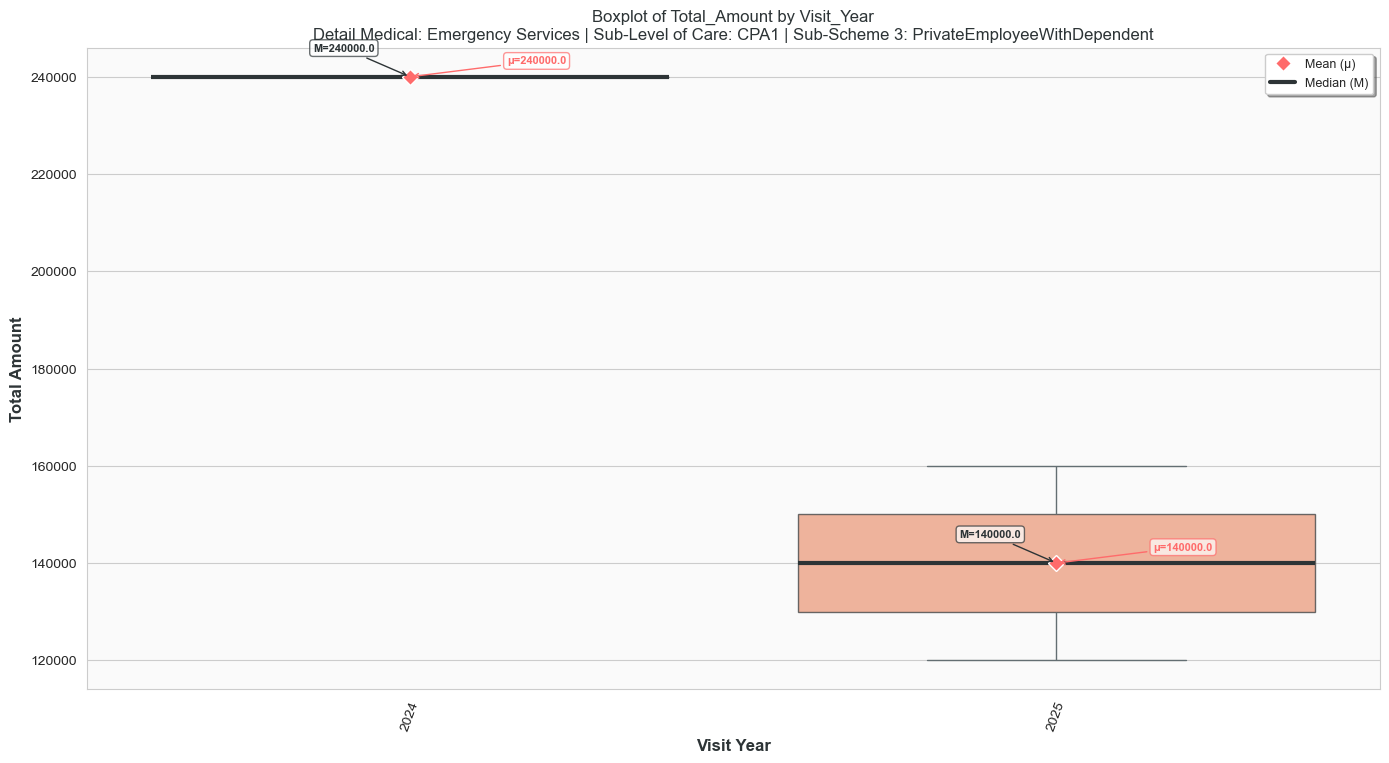 Boxplot of Total_Amount by Visit_Year
Detail Medical: Emergency Services | Sub-Level of Care: CPA1 | Sub-Scheme 3: PrivateEmployeeWithDependent
M=240000.0
μ=240000.0
Mean (μ)
Median (M)
240000
220000
200000
180000
160000
140000
120000
Total Amount
M=140000.0
μ=140000.0
2024
2025
Visit Year